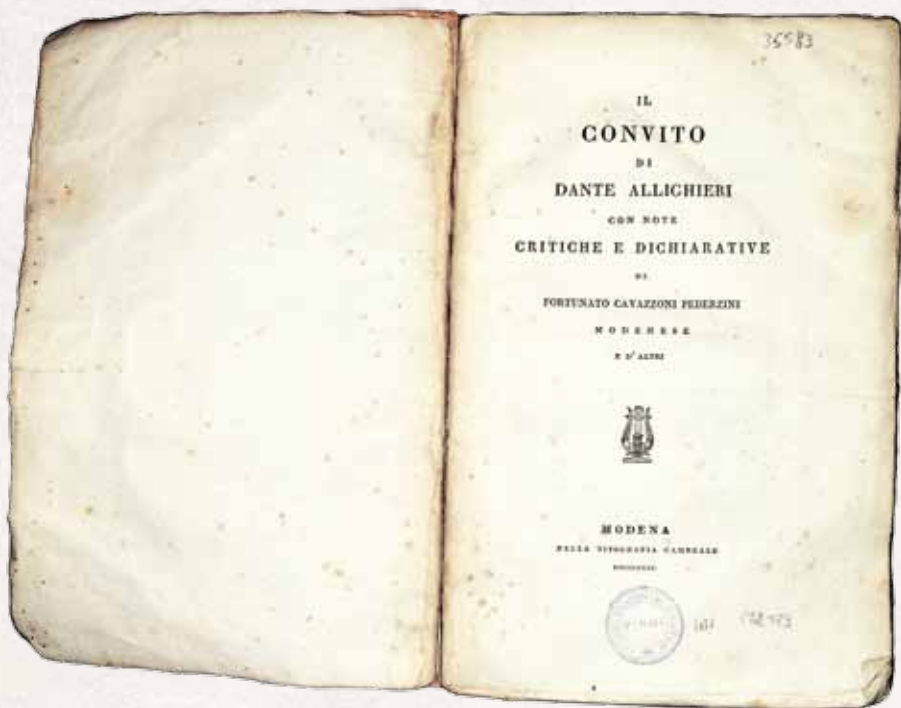 35583
IL
CONVITO
DI
DANTE ALLIGHIERI
CON NOTE
CRITICHE E DICHIARATIVE
DI
FORTUNATO CAVAZZONI PEDERZINI
MODENESE
E D' ALTRI
MODENA
NELLA TIPOGRAFIA CAMERALE